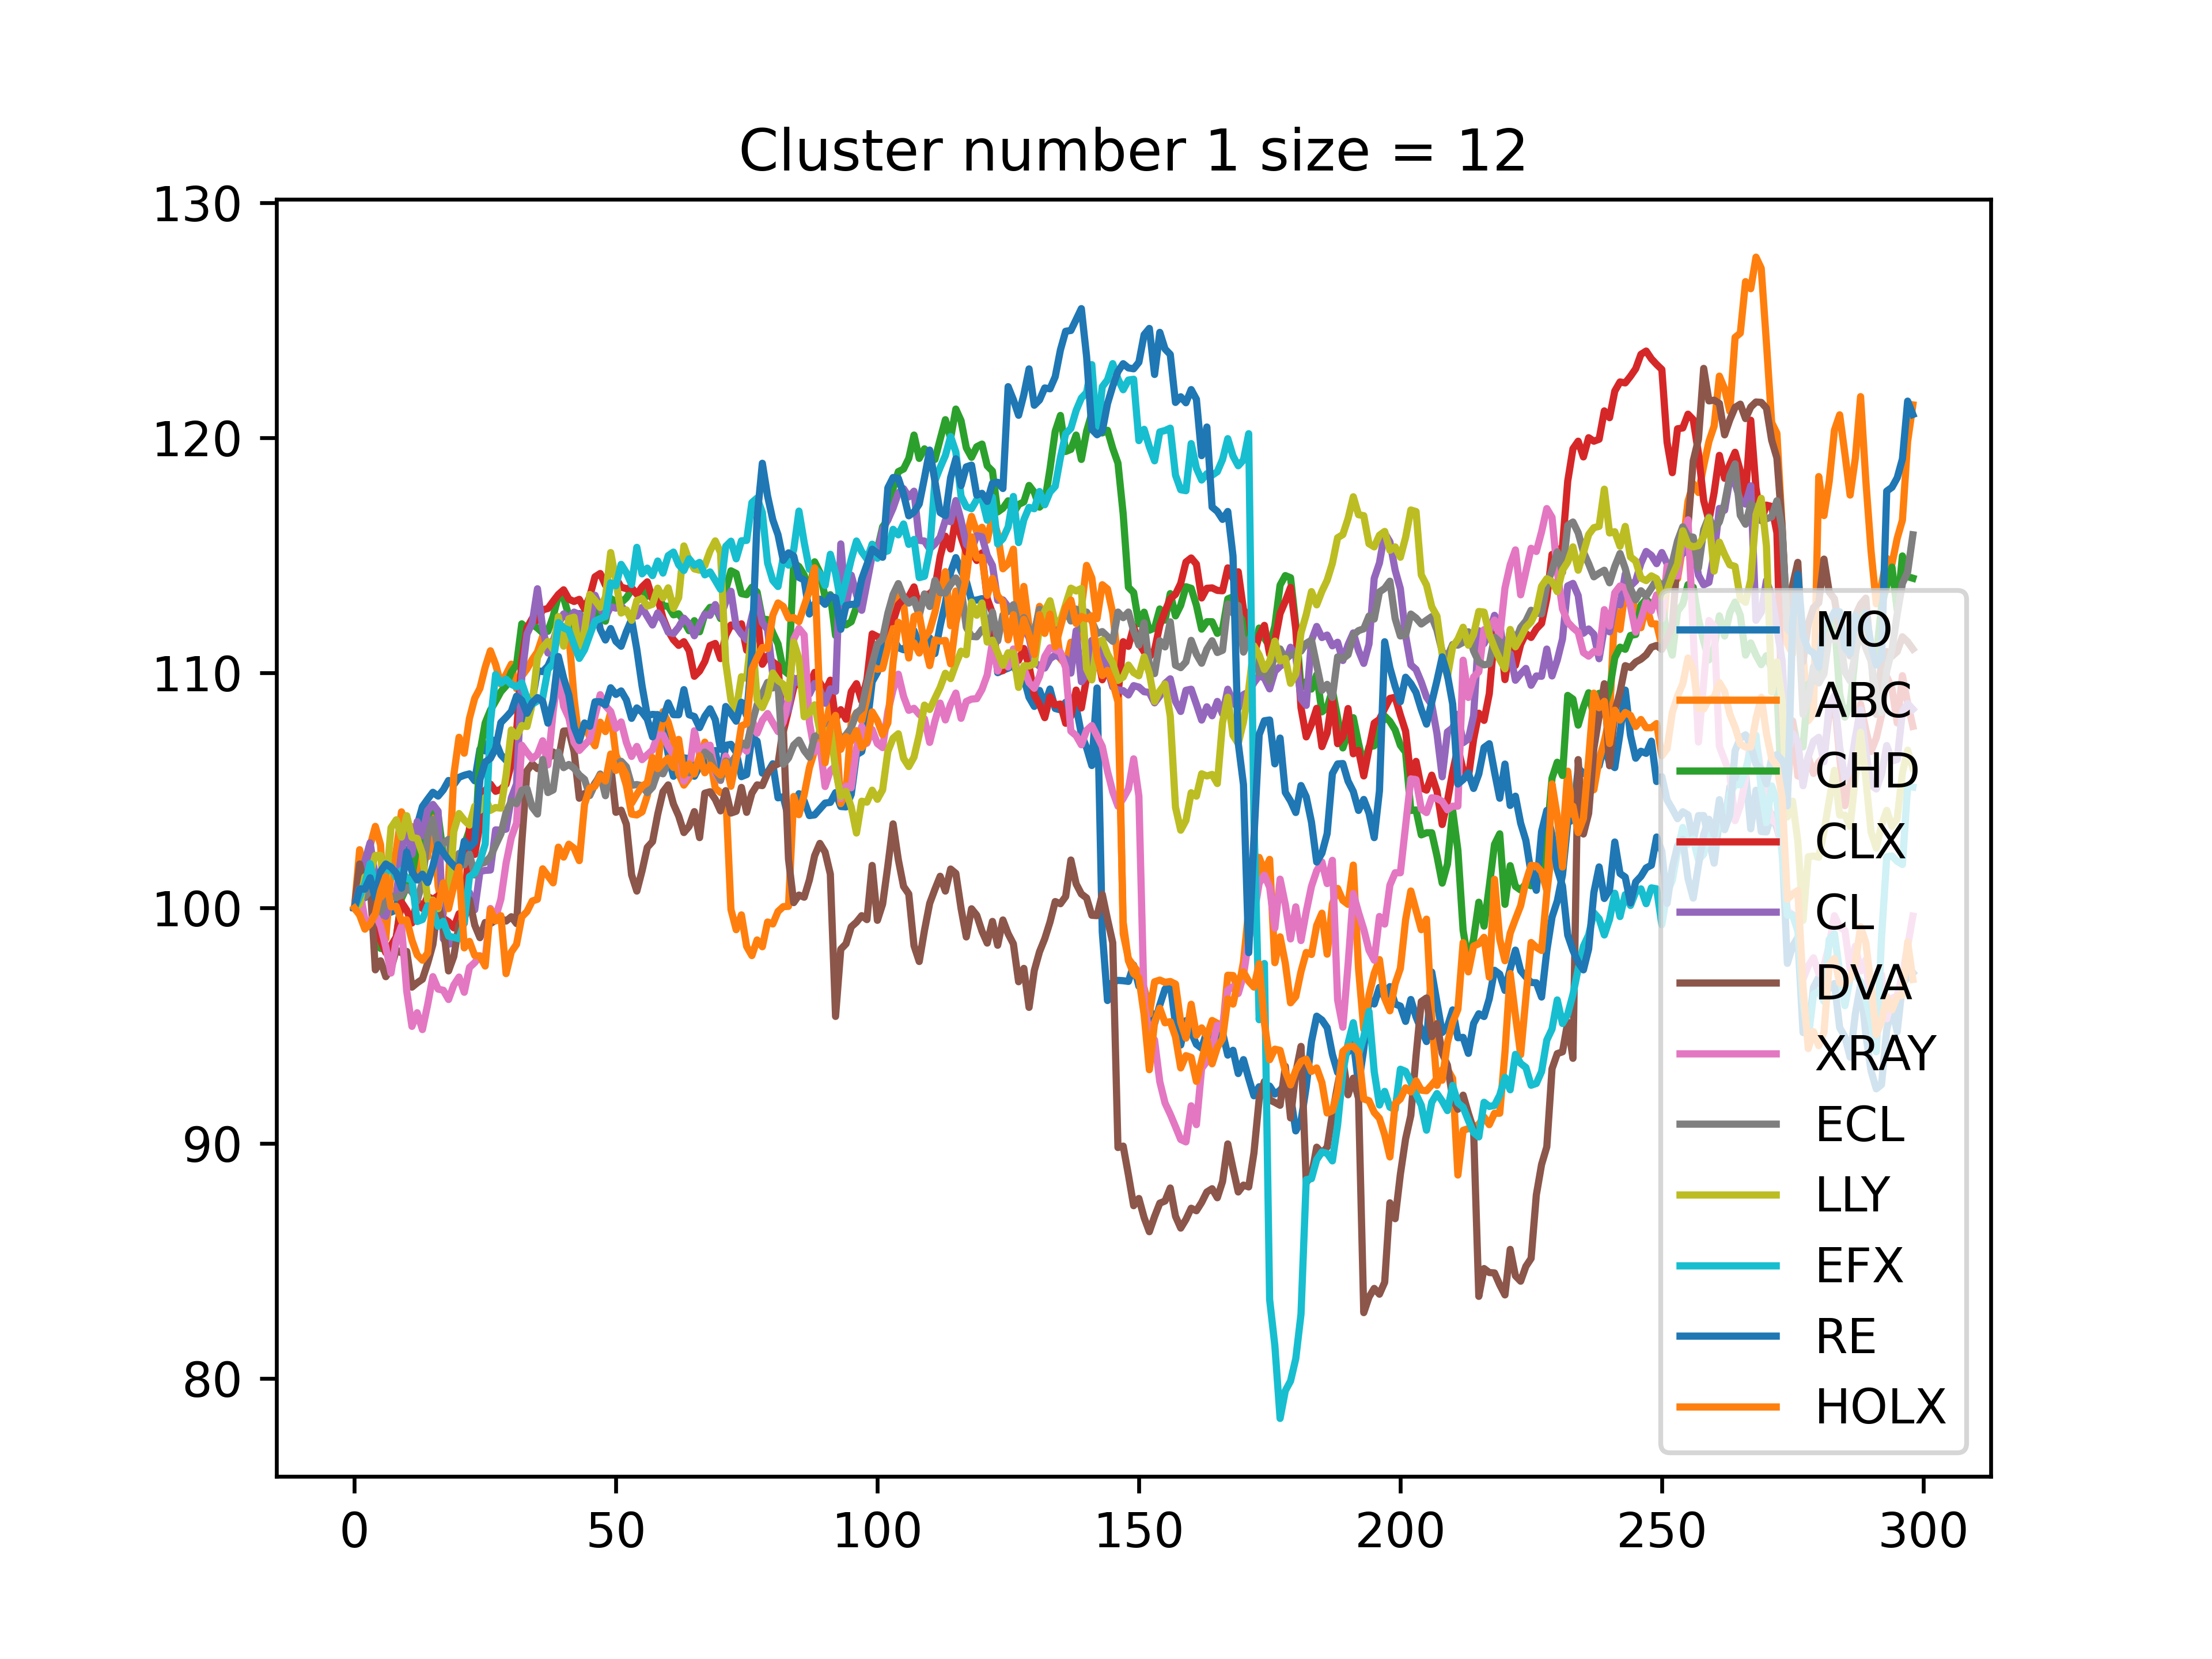 Cluster number 1 size = 12
130
120
110
100
90
80
0 50 100 150 200 250 300
MO
ABC
CHD
CLX
CL
DVA
XRAY
ECL
LLY
EFX
RE
HOLX